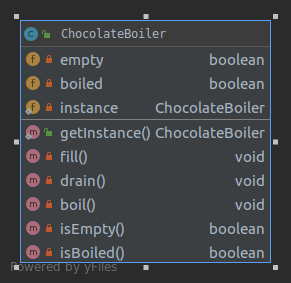 C ChocolateBoiler
f empty boolean
f boiled boolean
f instance ChocolateBoiler
m getInstance() ChocolateBoiler
m fill() void
m drain() void
m boil() void
m isEmpty() boolean
m isBoiled() boolean
Powered by yFiles